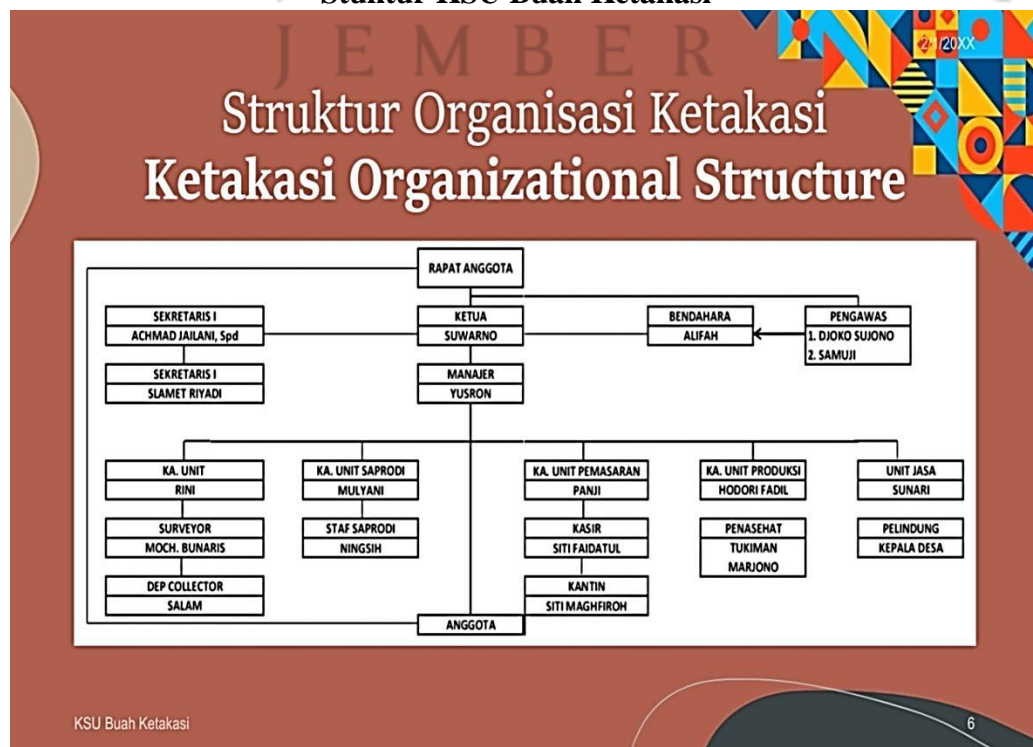 Stuktur KSU Buah Ketakasi
JEMBER
2/1/20XX
Struktur Organisasi Ketakasi
Ketakasi Organizational Structure
RAPAT ANGGOTA
SEKRETARIS I
ACHMAD JAILANI, Spd
KETUA
SUWARNO
BENDAHARA
ALIFAH
PENGAWAS
1. DJOKO SUJONO
2. SAMUJI
SEKRETARIS I
SLAMET RIYADI
MANAJER
YUSRON
KA. UNIT
RINI
KA. UNIT SAPRODI
MULYANI
KA. UNIT PEMASARAN
PANJI
KA. UNIT PRODUKSI
HODORI FADIL
UNIT JASA
SUNARI
SURVEYOR
MOCH. BUNARIS
STAF SAPRODI
NINGSIH
KASIR
SITI FAIDATUL
PENASEHAT
TUKIMAN
MARJONO
PELINDUNG
KEPALA DESA
DEP COLLECTOR
SALAM
KANTIN
SITI MAGHFIROH
ANGGOTA
KSU Buah Ketakasi
6